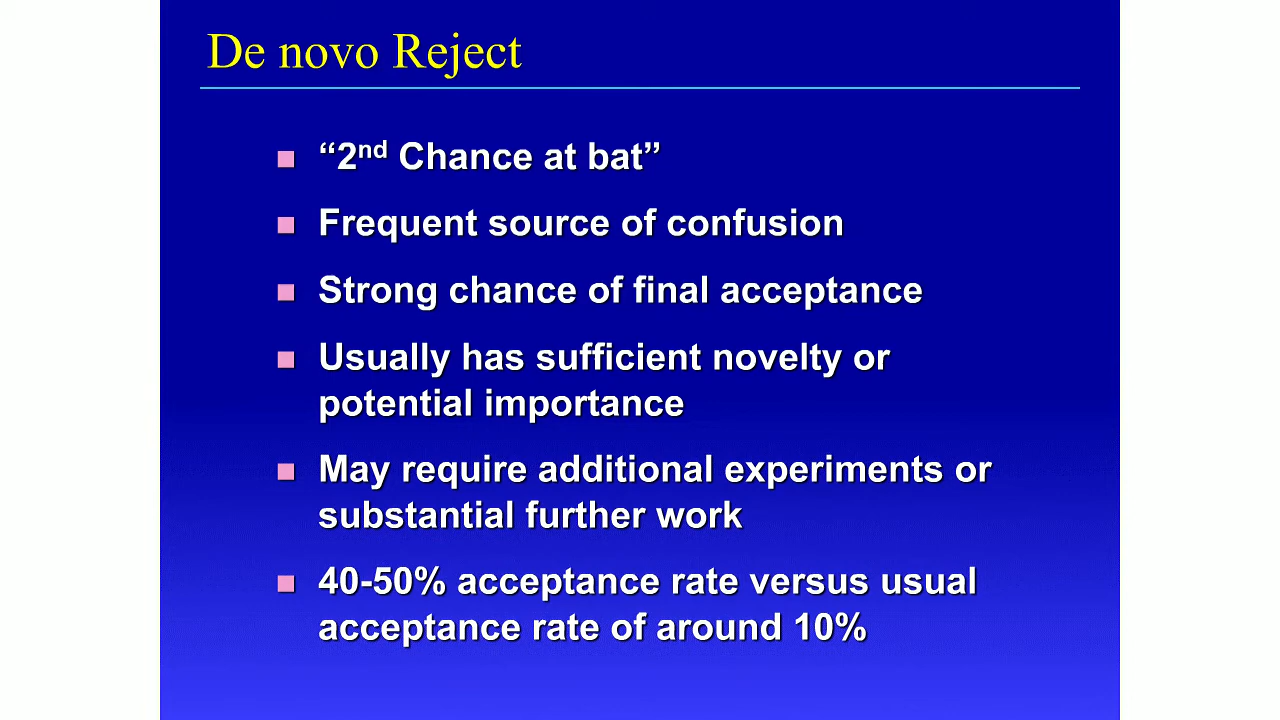 De novo Reject
“2nd Chance at bat”
Frequent source of confusion
Strong chance of final acceptance
Usually has sufficient novelty or
potential importance
May require additional experiments or
substantial further work
40-50% acceptance rate versus usual
acceptance rate of around 10%